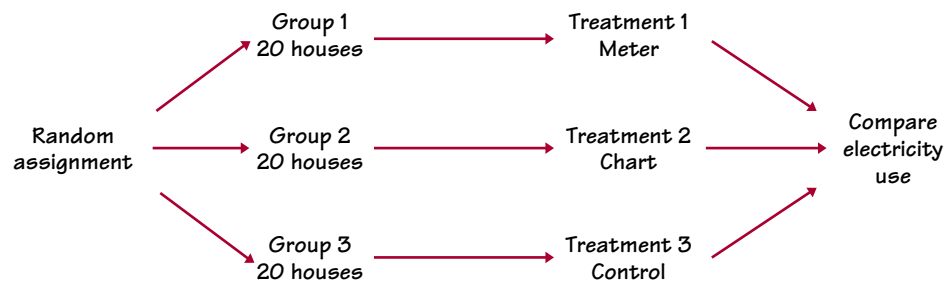 Random
assignment
Group 1
20 houses
Treatment 1
Meter
Group 2
20 houses
Treatment 2
Chart
Group 3
20 houses
Treatment 3
Control
Compare
electricity
use